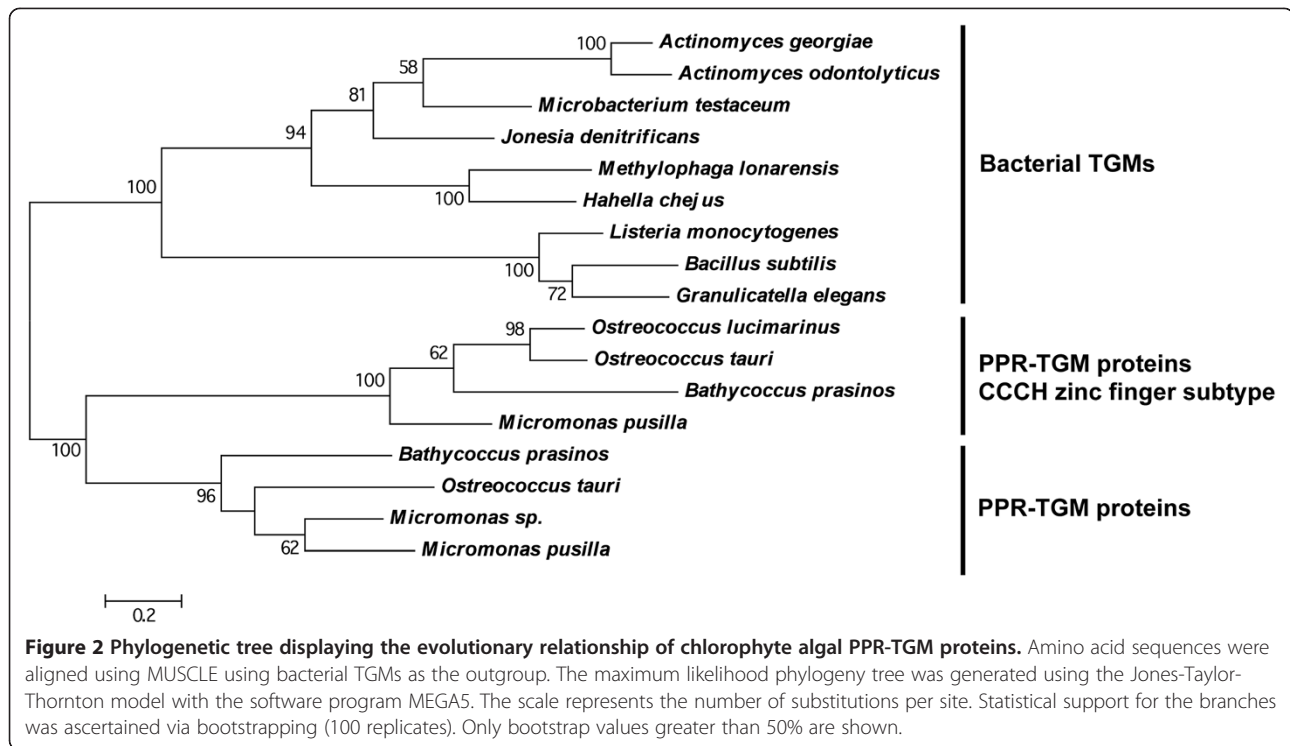 100
Actinomyces georgiae
58
Actinomyces odontolyticus
81
Microbacterium testaceum
94
Jonesia denitrificans
100
Methylophaga lonarensis
Bacterial TGMs
100
Hahella chejus
Listeria monocytogenes
100
Bacillus subtilis
72
Granulicatella elegans
98
Ostreococcus lucimarinus
62
Ostreococcus tauri
PPR-TGM proteins
CCCH zinc finger subtype
100
Bathycoccus prasinos
Micromonas pusilla
100
Bathycoccus prasinos
96
Ostreococcus tauri
PPR-TGM proteins
Micromonas sp.
62
Micromonas pusilla
0.2
Figure 2 Phylogenetic tree displaying the evolutionary relationship of chlorophyte algal PPR-TGM proteins. Amino acid sequences were
aligned using MUSCLE using bacterial TGMs as the outgroup. The maximum likelihood phylogeny tree was generated using the Jones-Taylor-
Thornton model with the software program MEGA5. The scale represents the number of substitutions per site. Statistical support for the branches
was ascertained via bootstrapping (100 replicates). Only bootstrap values greater than 50% are shown.